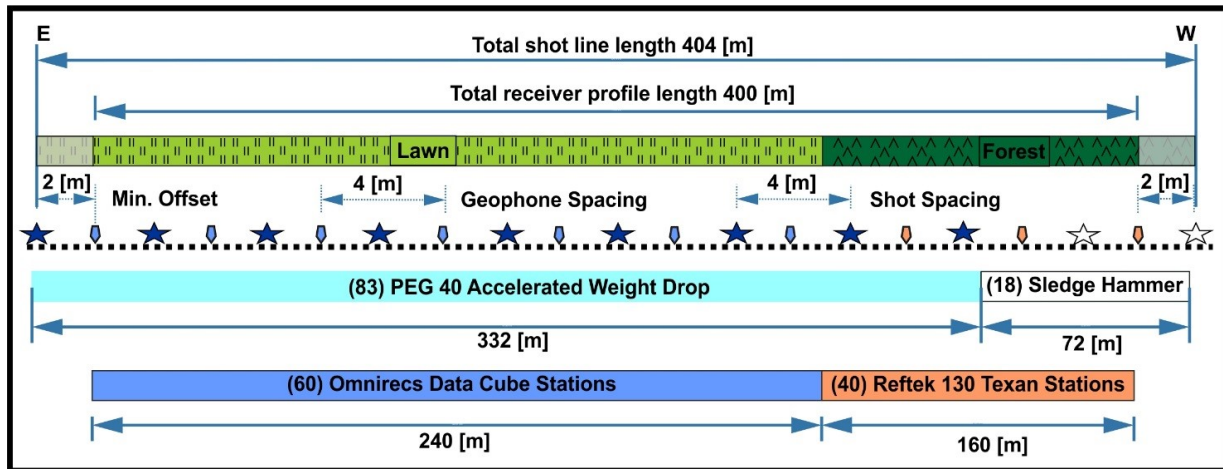 E
W
Total shot line length 404 [m]
Total receiver profile length 400 [m]
Lawn
Forest
2 [m]
Min. Offset
4 [m]
Geophone Spacing
4 [m]
Shot Spacing
2 [m]
(83) PEG 40 Accelerated Weight Drop
(18) Sledge Hammer
332 [m]
72 [m]
(60) Omnirecs Data Cube Stations
(40) Reftek 130 Texan Stations
240 [m]
160 [m]